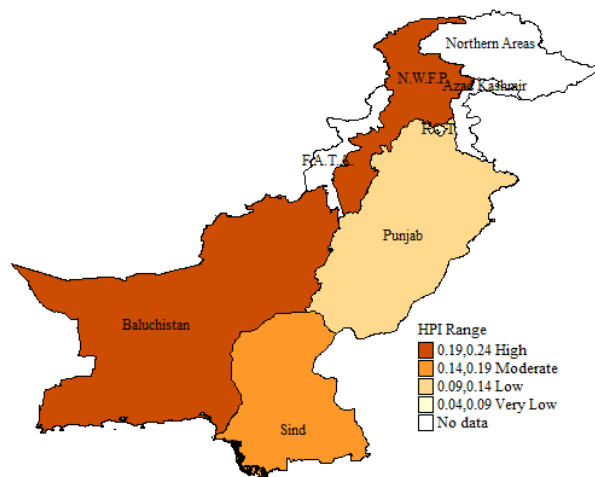 Northern Areas
N.W.F.P.
Azad Kashmir
F.C.T.
F.A.T.A.
Punjab
Baluchistan
Sind
HPI Range
0.19,0.24 High
0.14,0.19 Moderate
0.09,0.14 Low
0.04,0.09 Very Low
No data